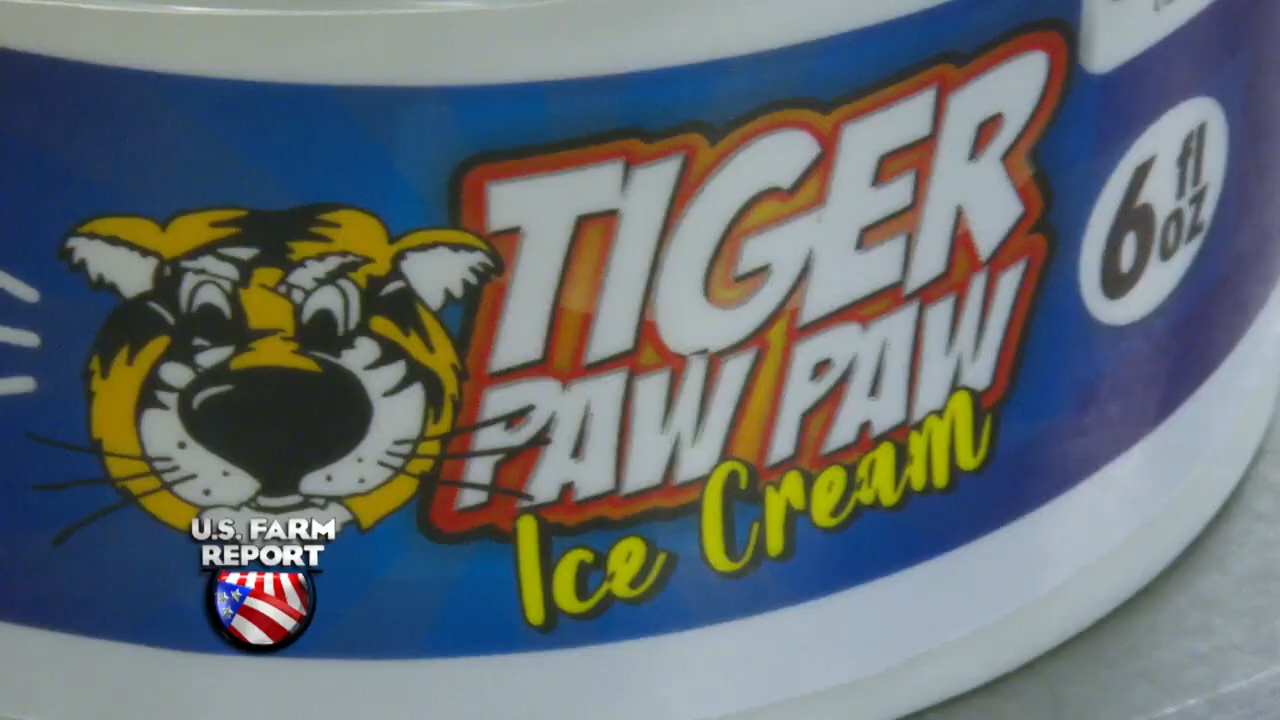 TIGER
PAW PAW
Ice Cream
6 fl
oz
U.S. FARM
REPORT